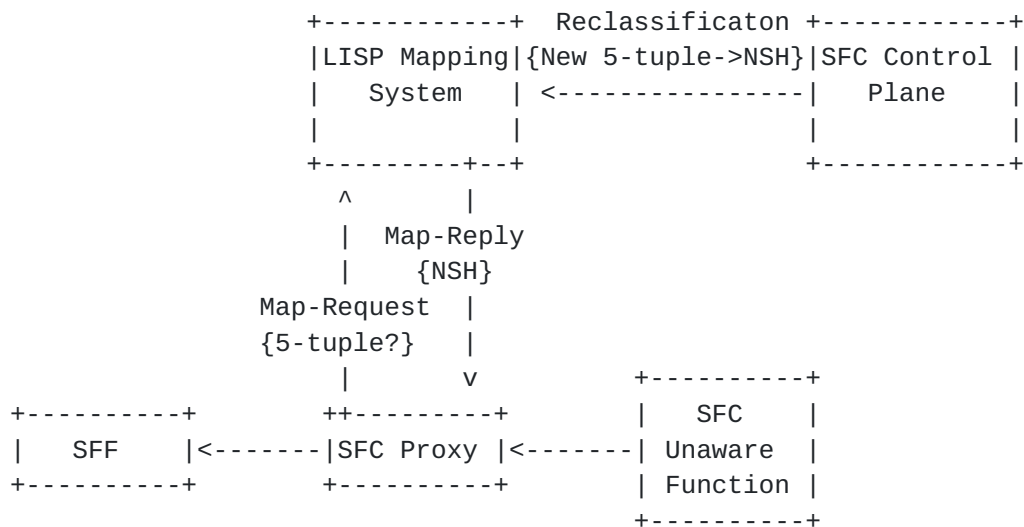 +------------+  Reclassificaton +------------+
|LISP Mapping|{New 5-tuple->NSH}|SFC Control |
|   System   | <----------------|   Plane    |
|            |                  |            |
+---------+--+                  +------------+
^       |
|  Map-Reply
|    {NSH}
Map-Request  |
{5-tuple?}   |
|       v          +----------+
+----------+       ++---------+       |   SFC    |
|   SFF    |<-------|SFC Proxy |<-------| Unaware  |
+----------+        +----------+        | Function |
+----------+